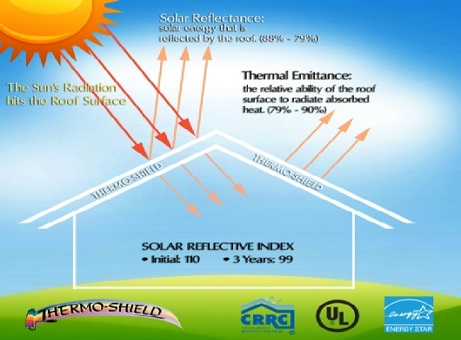 Solar Reflectance:
solar energy that is
reflected by the roof. (88% - 79%)
Thermal Emittance:
the relative ability of the roof
surface to radiate absorbed
heat. (79% - 90%)
The Sun's Radiation
hits the Roof Surface
THERMO-SHIELD
THERMO-SHIELD
SOLAR REFLECTIVE INDEX
• Initial: 110 • 3 Years: 99
THERMO-SHIELD
CRRC
UL
energy
ENERGY STAR